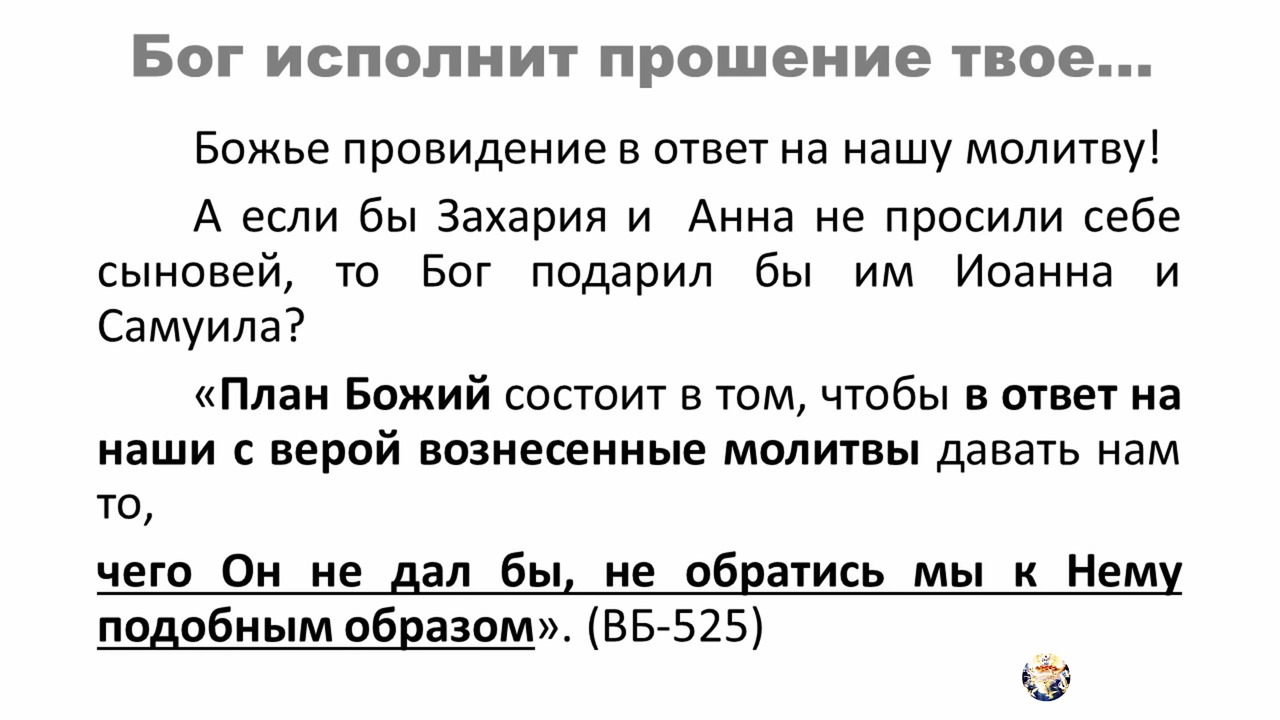 Бог исполнит прошение твое...
Божье провидение в ответ на нашу молитву!
А если бы Захария и Анна не просили себе
сыновей, то Бог подарил бы им Иоанна и
Самуила?
«План Божий состоит в том, чтобы в ответ на
наши с верой вознесенные молитвы давать нам
то,
чего Он не дал бы, не обратись мы к Нему
подобным образом». (ВБ-525)